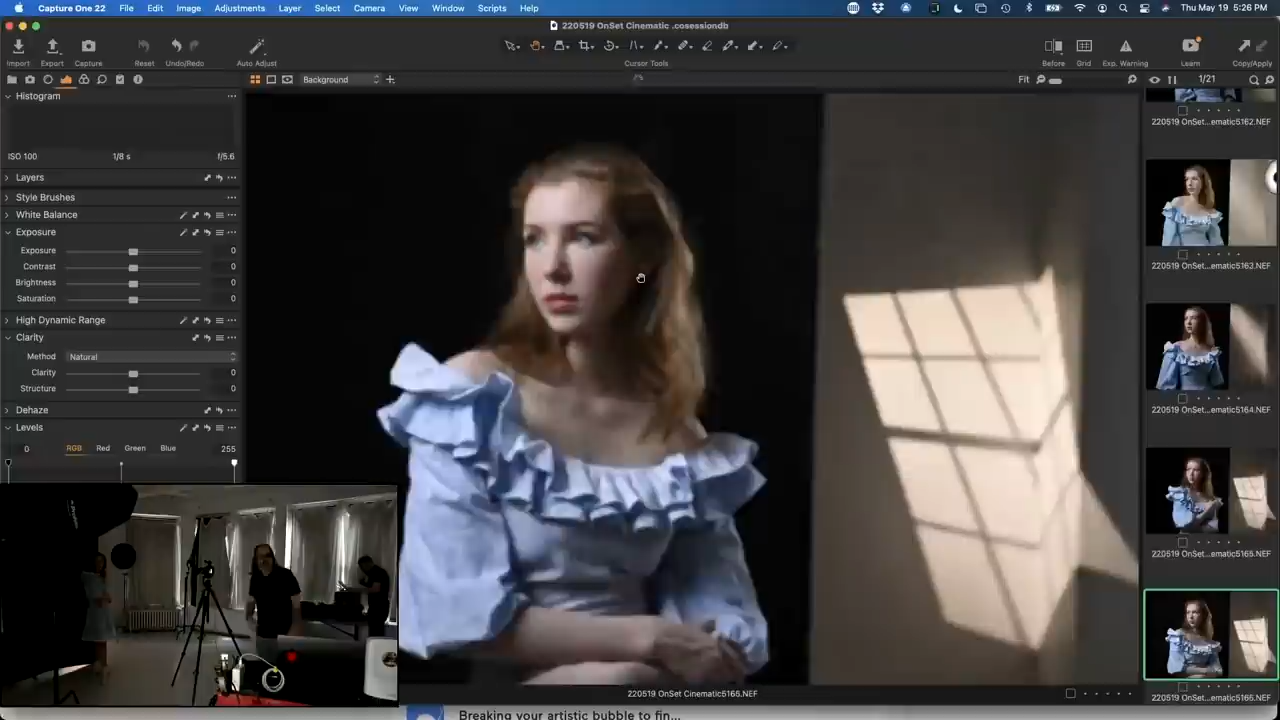 Capture One 22 File Edit Image Adjustments Layer Select Camera View Window Scripts Help Thu May 19 5:26 PM
220519 OnSet Cinematic .cosessiondb
Import Export Capture Reset Undo/Redo Auto Adjust Cursor Tools Before Grid Exp. Warning Learn Copy/Apply
Background Fit 1/21
Histogram
ISO 100 1/8 s f/5.6
Layers
Style Brushes
White Balance
Exposure
Exposure 0
Contrast 0
Brightness 0
Saturation 0
High Dynamic Range
Clarity
Method Natural
Clarity 0
Structure 0
Dehaze
Levels
0 RGB Red Green Blue 255
220519 OnSet...ematic5162.NEF
220519 OnSet...ematic5163.NEF
220519 OnSet...ematic5164.NEF
220519 OnSet...ematic5165.NEF
220519 OnSet...ematic5166.NEF
220519 OnSet Cinematic5165.NEF
Breaking your artistic bubble to fin...